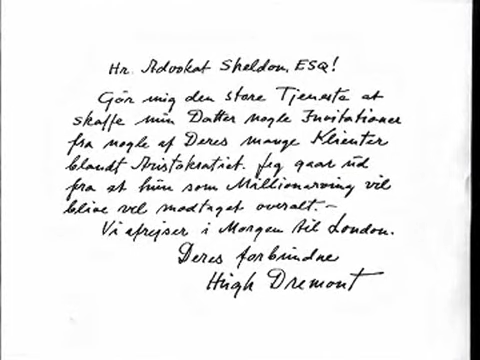 Hr. Advokat Sheldon, ESQ!
Gör mig den store Tjeneste at
skaffe min Datter nogle Invitationer
fra nogle af Deres mange Klienter
blandt Aristokratiet. Jeg gaar ud
fra at hun som Millionarving vil
blive vel modtaget overalt.—
Vi afrejser i Morgen til London.
Deres forbundne
Hugh Dremont